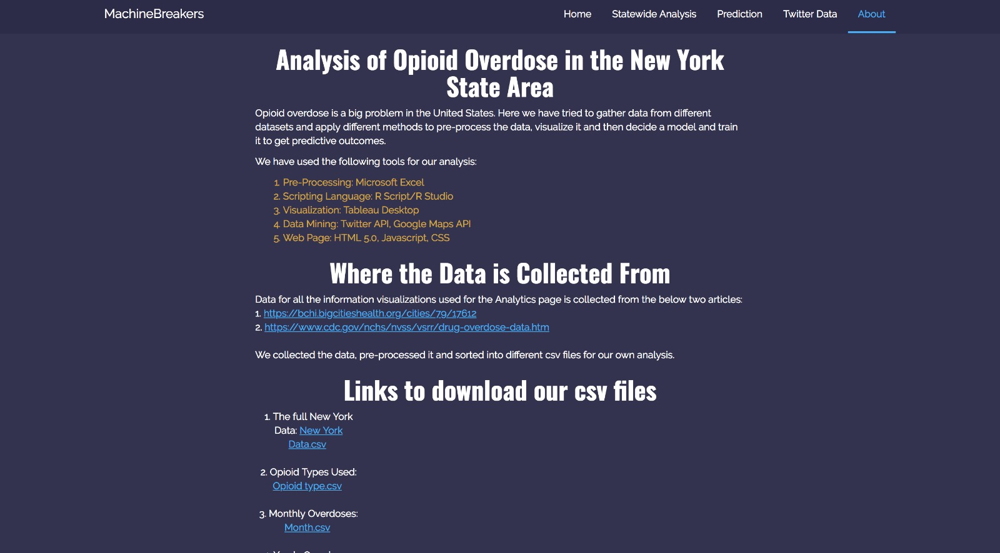 MachineBreakers
Home Statewide Analysis Prediction Twitter Data About
Analysis of Opioid Overdose in the New York
State Area
Opioid overdose is a big problem in the United States. Here we have tried to gather data from different
datasets and apply different methods to pre-process the data, visualize it and then decide a model and train
it to get predictive outcomes.
We have used the following tools for our analysis:
1. Pre-Processing: Microsoft Excel
2. Scripting Language: R Script/R Studio
3. Visualization: Tableau Desktop
4. Data Mining: Twitter API, Google Maps API
5. Web Page: HTML 5.0, Javascript, CSS
Where the Data is Collected From
Data for all the information visualizations used for the Analytics page is collected from the below two articles:
1. https://bchi.bigcitieshealth.org/cities/79/17612
2. https://www.cdc.gov/nchs/nvss/vsrr/drug-overdose-data.htm
We collected the data, pre-processed it and sorted into different csv files for our own analysis.
Links to download our csv files
1. The full New York
Data: New York
Data.csv
2. Opioid Types Used:
Opioid type.csv
3. Monthly Overdoses:
Month.csv